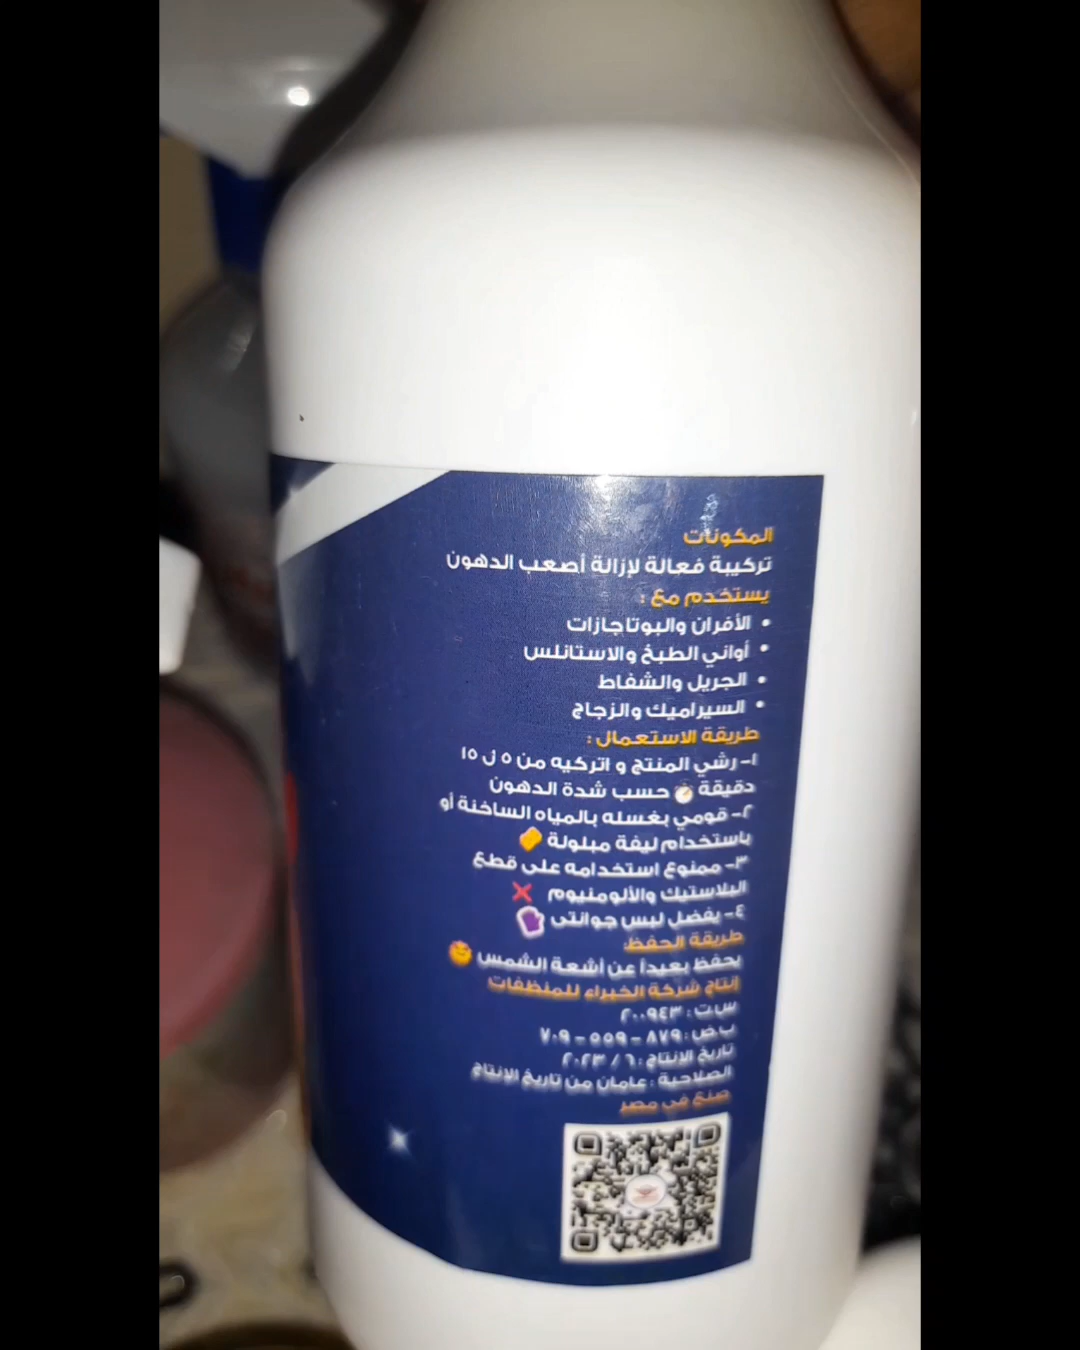 المكونات
تركيبة فعالة لإزالة أصعب الدهون
يستخدم مع :
• الأفران والبوتاجازات
• أواني الطبخ والاستانلس
• الجريل والشفاط
• السيراميك والزجاج
طريقة الاستعمال :
١- رشي المنتج و اتركيه من ٥ ل ١٥
دقيقة حسب شدة الدهون
٢- قومي بغسله بالمياه الساخنة أو
باستخدام ليفة مبلولة
٣- ممنوع استخدامه على قطع
البلاستيك والألومنيوم ❌
٤- يفضل لبس جوانتى
طريقة الحفظ:
يحفظ بعيداً عن أشعة الشمس
إنتاج شركة الخبراء للمنظفات
س.ت : ٢٠٠٩٤٣
ب.ض : ٨٧٩ - ٥٥٩ - ٧٠٩
تاريخ الإنتاج : ٦ / ٢٠٢٣
الصلاحية : عامان من تاريخ الإنتاج
صنع في مصر